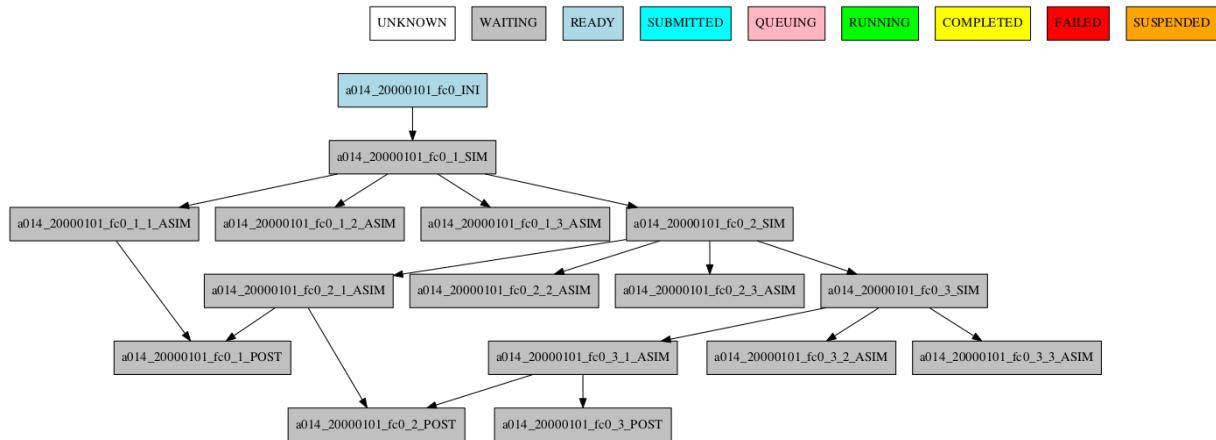 UNKNOWN WAITING READY SUBMITTED QUEUING RUNNING COMPLETED FAILED SUSPENDED
a014_20000101_fc0_INI
a014_20000101_fc0_1_SIM
a014_20000101_fc0_1_1_ASIM a014_20000101_fc0_1_2_ASIM a014_20000101_fc0_1_3_ASIM a014_20000101_fc0_2_SIM
a014_20000101_fc0_2_1_ASIM a014_20000101_fc0_2_2_ASIM a014_20000101_fc0_2_3_ASIM a014_20000101_fc0_3_SIM
a014_20000101_fc0_1_POST a014_20000101_fc0_3_1_ASIM a014_20000101_fc0_3_2_ASIM a014_20000101_fc0_3_3_ASIM
a014_20000101_fc0_2_POST a014_20000101_fc0_3_POST